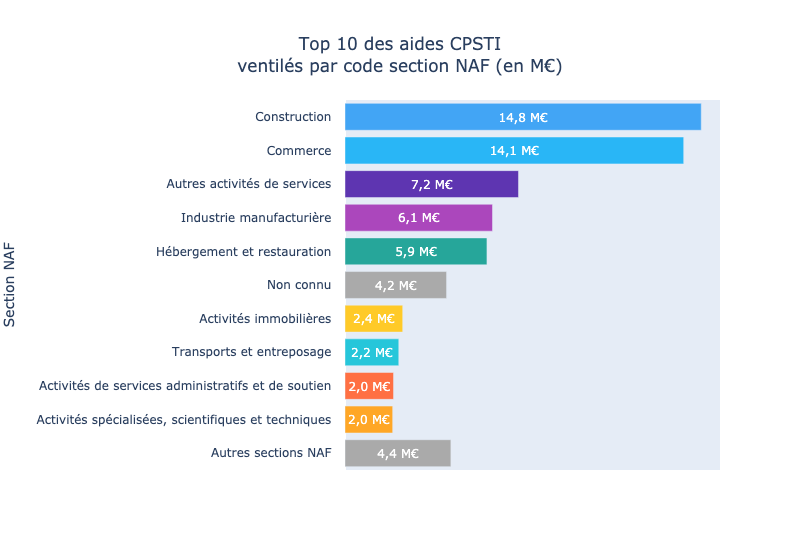 Top 10 des aides CPSTI
ventilés par code section NAF (en M€)
Section NAF
Construction 14,8 M€
Commerce 14,1 M€
Autres activités de services 7,2 M€
Industrie manufacturière 6,1 M€
Hébergement et restauration 5,9 M€
Non connu 4,2 M€
Activités immobilières 2,4 M€
Transports et entreposage 2,2 M€
Activités de services administratifs et de soutien 2,0 M€
Activités spécialisées, scientifiques et techniques 2,0 M€
Autres sections NAF 4,4 M€